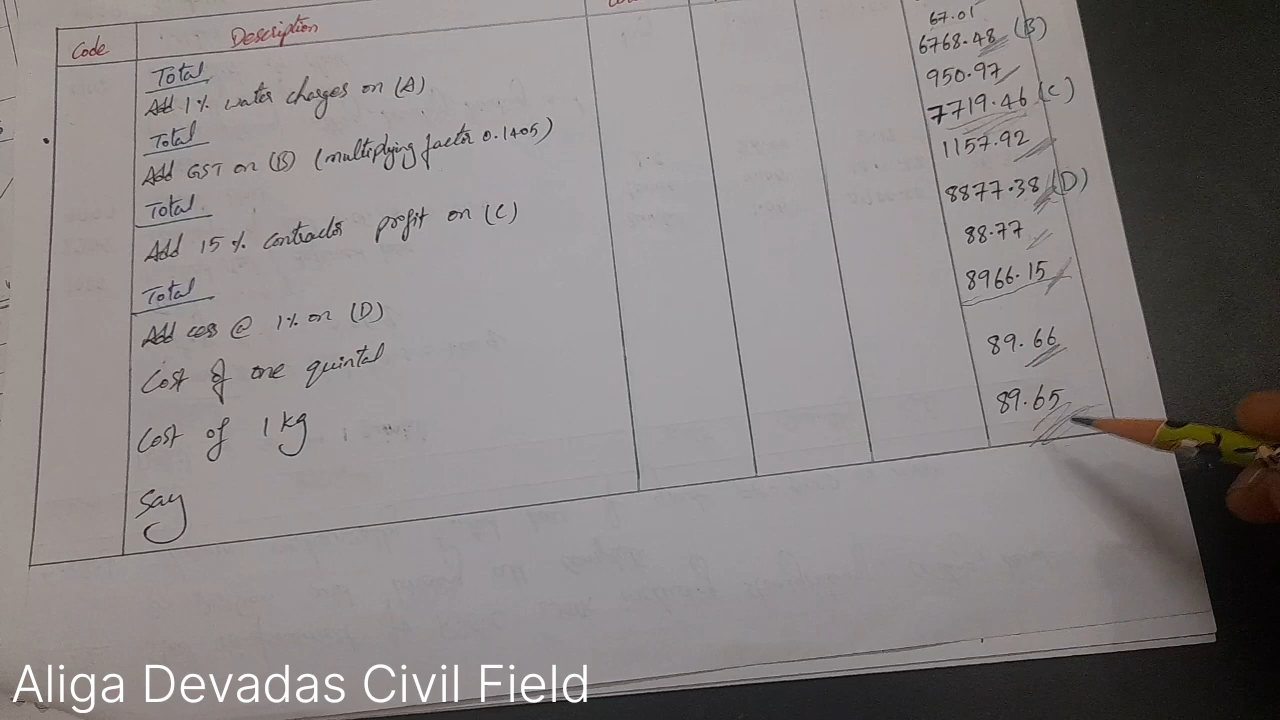 Code Description
67.01
Total 6768.48 (B)
Add 1% water charges on (A) 950.97
Total 7719.46 (C)
Add GST on (B) (multiplying factor 0.1405) 1157.92
Total 8877.38 (D)
Add 15% contractor profit on (C) 88.77
Total 8966.15
Add cess @ 1% on (D)
Cost of one quintal 89.66
Cost of 1 kg 89.65
Say
Aliga Devadas Civil Field